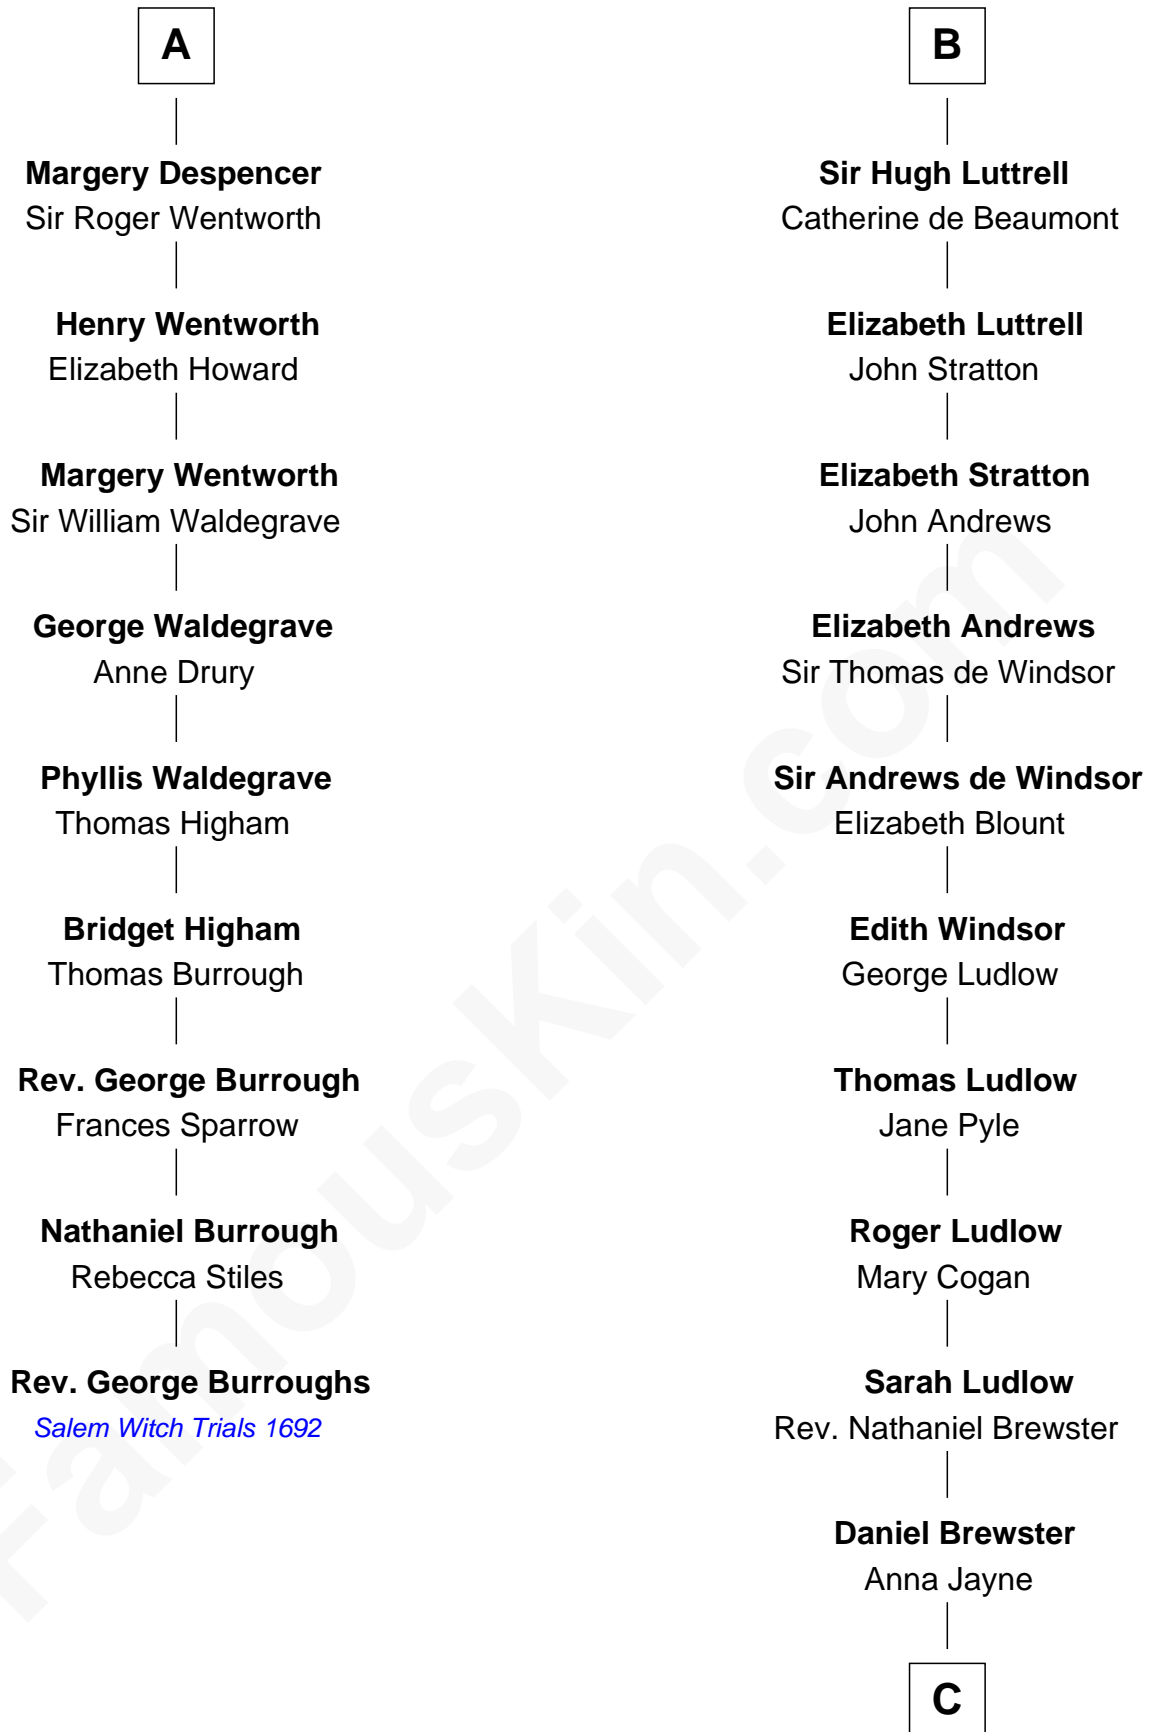 A
Margery Despencer
Sir Roger Wentworth
Henry Wentworth
Elizabeth Howard
Margery Wentworth
Sir William Waldegrave
George Waldegrave
Anne Drury
Phyllis Waldegrave
Thomas Higham
Bridget Higham
Thomas Burrough
Rev. George Burrough
Frances Sparrow
Nathaniel Burrough
Rebecca Stiles
Rev. George Burroughs
Salem Witch Trials 1692
B
Sir Hugh Luttrell
Catherine de Beaumont
Elizabeth Luttrell
John Stratton
Elizabeth Stratton
John Andrews
Elizabeth Andrews
Sir Thomas de Windsor
Sir Andrews de Windsor
Elizabeth Blount
Edith Windsor
George Ludlow
Thomas Ludlow
Jane Pyle
Roger Ludlow
Mary Cogan
Sarah Ludlow
Rev. Nathaniel Brewster
Daniel Brewster
Anna Jayne
C
FamousKin.com